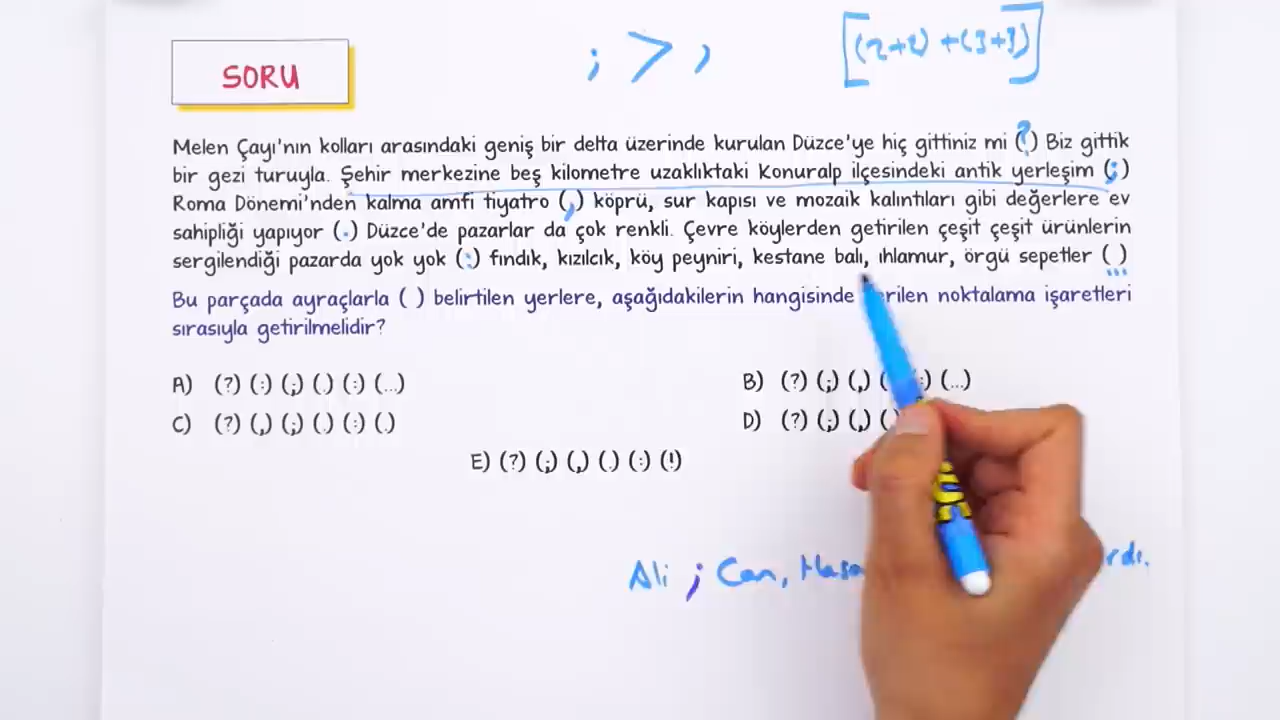 ; > ,
[(2+2) + (3+3)]
SORU
Melen Çayı'nın kolları arasındaki geniş bir delta üzerinde kurulan Düzce'ye hiç gittiniz mi (?) Biz gittik
bir gezi turuyla. Şehir merkezine beş kilometre uzaklıktaki Konuralp ilçesindeki antik yerleşim (;)
Roma Dönemi'nden kalma amfi tiyatro (,) köprü, sur kapısı ve mozaik kalıntıları gibi değerlere ev
sahipliği yapıyor (.) Düzce'de pazarlar da çok renkli. Çevre köylerden getirilen çeşit çeşit ürünlerin
sergilendiği pazarda yok yok (:) fındık, kızılcık, köy peyniri, kestane balı, ıhlamur, örgü sepetler ( )
...
Bu parçada ayraçlarla ( ) belirtilen yerlere, aşağıdakilerin hangisinde noktalama işaretleri
sırasıyla getirilmelidir?
A) (?) (:) (;) (.) (:) (...)
B) (?) (;) (,) ( :) (...)
C) (?) (,) (;) (.) (:) (.)
D) (?) (;) (,) (.
E) (?) (;) (,) (.) (:) (!)
Ali ; Can,